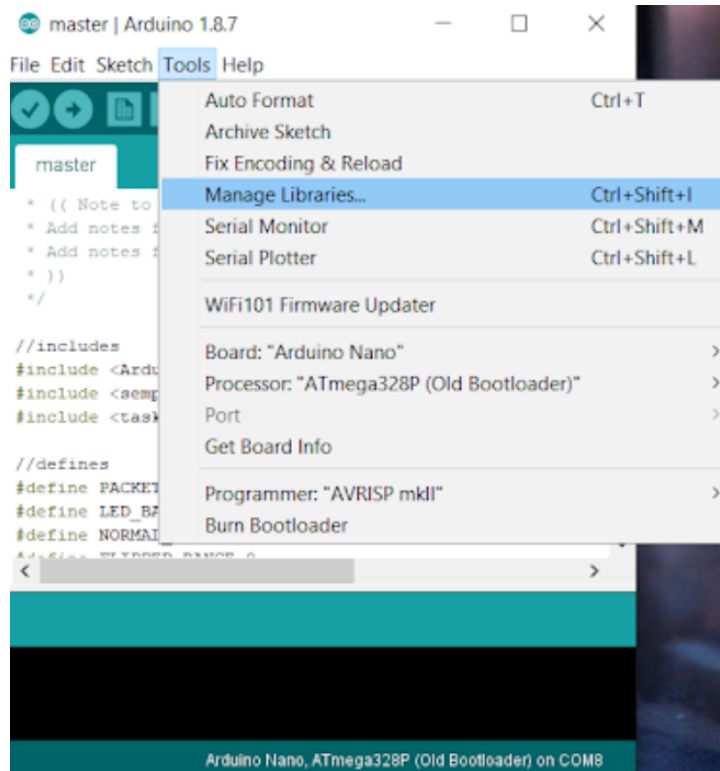 master | Arduino 1.8.7
File Edit Sketch Tools Help
Auto Format Ctrl+T
Archive Sketch
Fix Encoding & Reload
Manage Libraries... Ctrl+Shift+I
Serial Monitor Ctrl+Shift+M
Serial Plotter Ctrl+Shift+L
WiFi101 Firmware Updater
Board: "Arduino Nano"
Processor: "ATmega328P (Old Bootloader)"
Port
Get Board Info
Programmer: "AVRISP mkII"
Burn Bootloader
master
* (( Note to
* Add notes
* Add notes
* ))
*/
//includes
#include <Ardu
#include <semp
#include <task
//defines
#define PACKET
#define LED_BA
#define NORMAL_
Arduino Nano, ATmega328P (Old Bootloader) on COM8